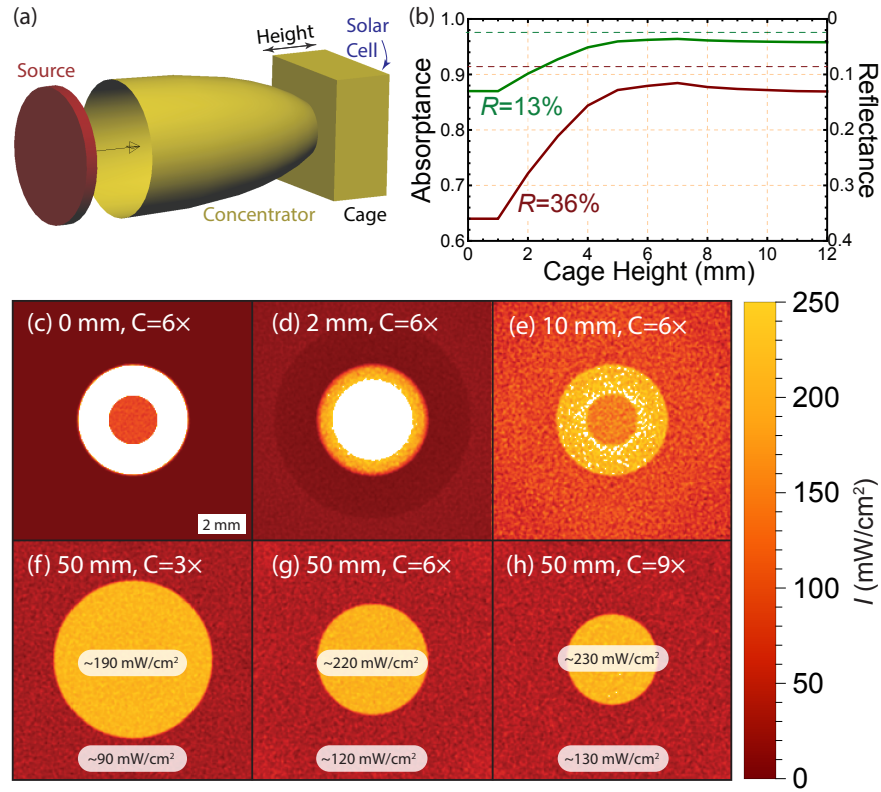 (a)
Height
Solar
Cell
Source
Concentrator
Cage
(b)
1.0
0.9
0.8
0.7
0.6
Absorptance
R=13%
R=36%
0
0.1
0.2
0.3
0.4
Reflectance
0 2 4 6 8 10 12
Cage Height (mm)
(c) 0 mm, C=6×
2 mm
(d) 2 mm, C=6×
(e) 10 mm, C=6×
(f) 50 mm, C=3×
~190 mW/cm²
~90 mW/cm²
(g) 50 mm, C=6×
~220 mW/cm²
~120 mW/cm²
(h) 50 mm, C=9×
~230 mW/cm²
~130 mW/cm²
250
200
150
100
50
0
I (mW/cm²)